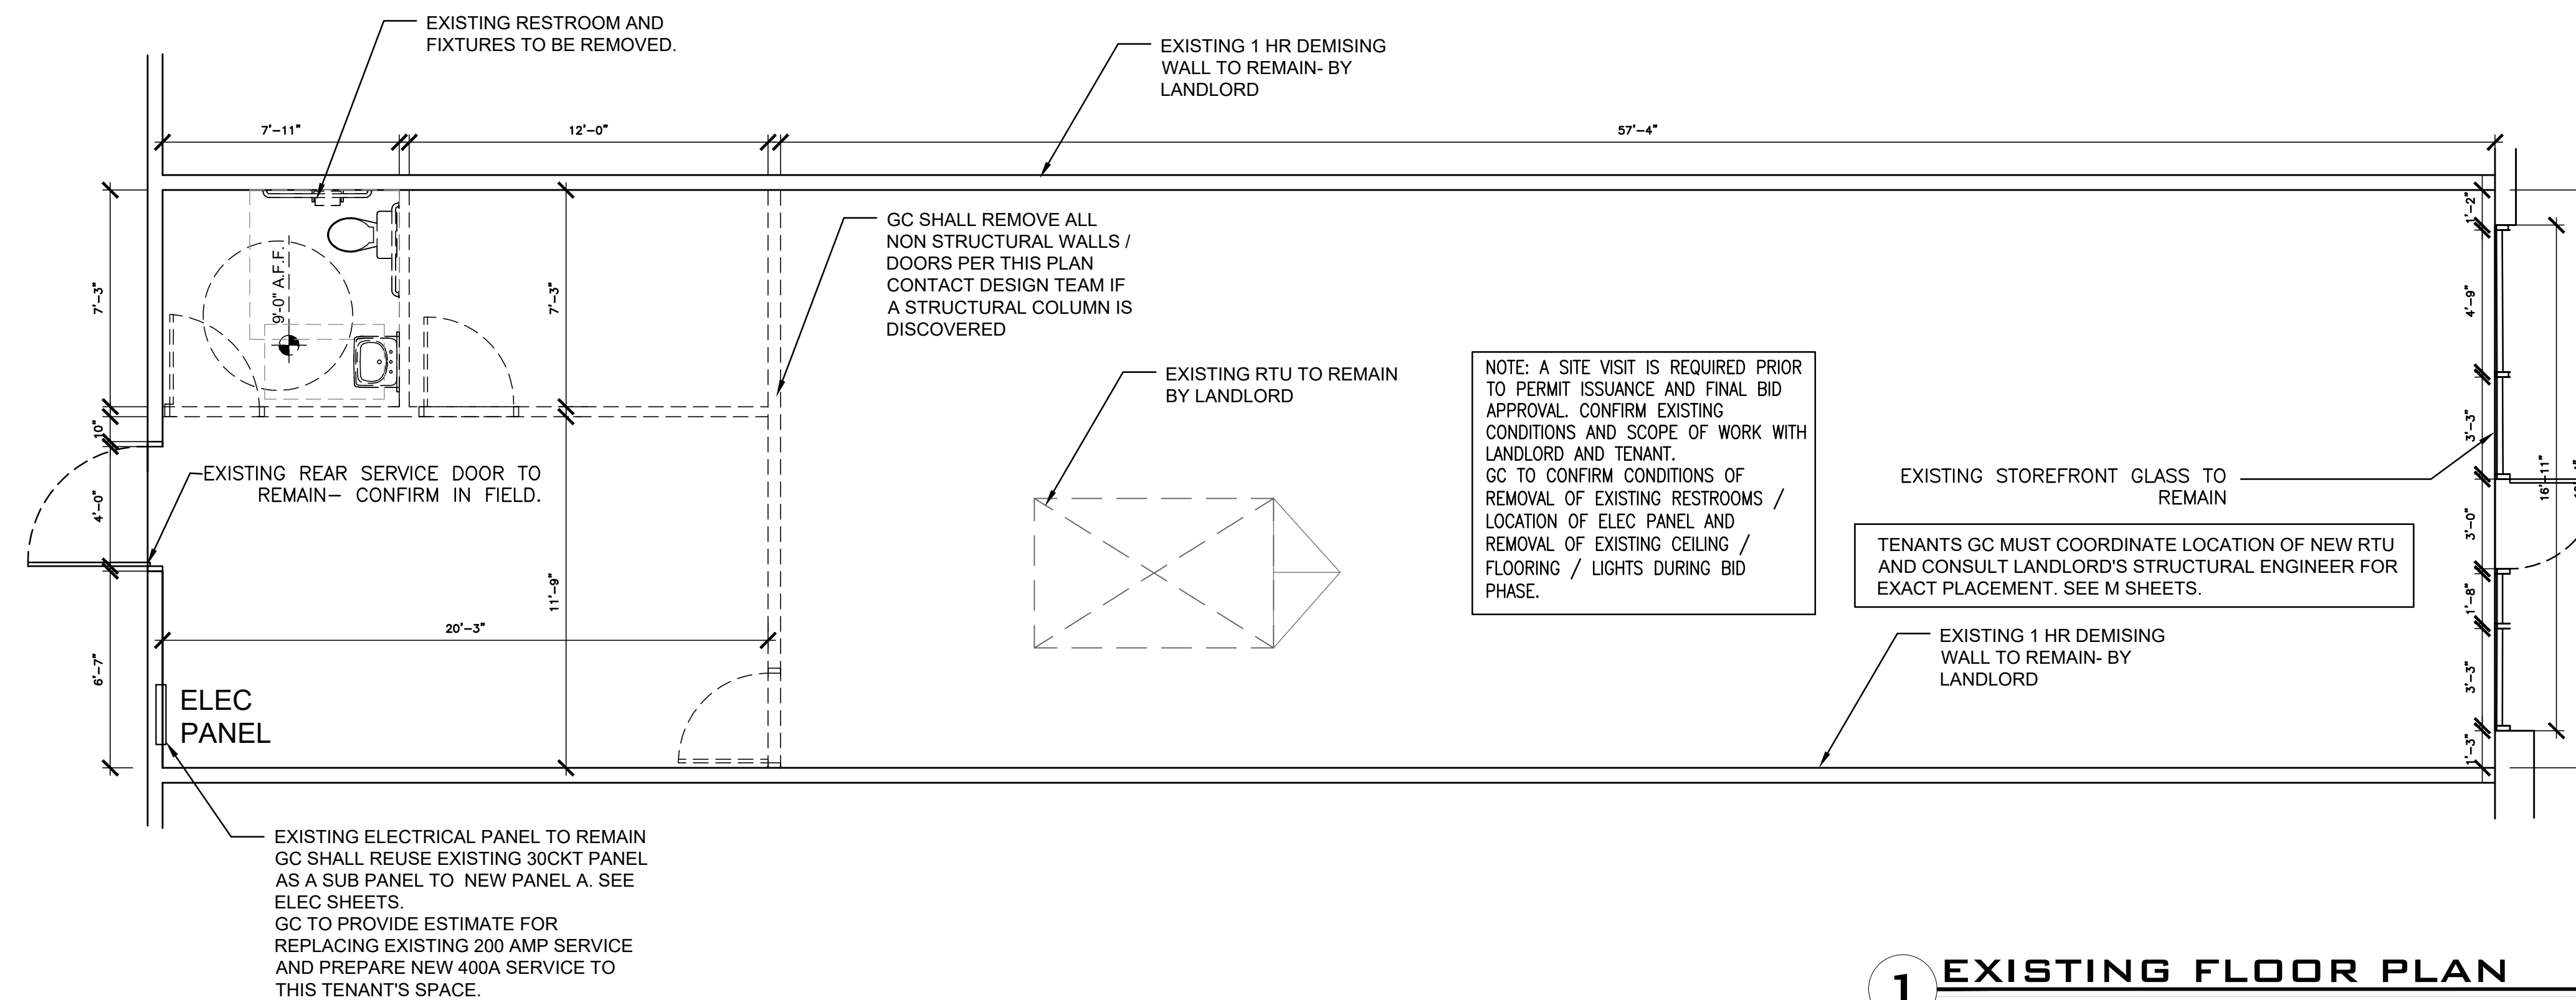 EXISTING RESTROOM AND
FIXTURES TO BE REMOVED.
EXISTING 1 HR DEMISING
WALL TO REMAIN- BY
LANDLORD
7'-11"
12'-0"
57'-4"
GC SHALL REMOVE ALL
NON STRUCTURAL WALLS /
DOORS PER THIS PLAN
CONTACT DESIGN TEAM IF
A STRUCTURAL COLUMN IS
DISCOVERED
9'-0" A.F.F.
7'-3"
7'-3"
10"
4'-0"
6'-7"
11'-9"
20'-3"
EXISTING REAR SERVICE DOOR TO
REMAIN- CONFIRM IN FIELD.
ELEC
PANEL
EXISTING RTU TO REMAIN
BY LANDLORD
NOTE: A SITE VISIT IS REQUIRED PRIOR
TO PERMIT ISSUANCE AND FINAL BID
APPROVAL. CONFIRM EXISTING
CONDITIONS AND SCOPE OF WORK WITH
LANDLORD AND TENANT.
GC TO CONFIRM CONDITIONS OF
REMOVAL OF EXISTING RESTROOMS /
LOCATION OF ELEC PANEL AND
REMOVAL OF EXISTING CEILING /
FLOORING / LIGHTS DURING BID
PHASE.
EXISTING STOREFRONT GLASS TO
REMAIN
TENANTS GC MUST COORDINATE LOCATION OF NEW RTU
AND CONSULT LANDLORD'S STRUCTURAL ENGINEER FOR
EXACT PLACEMENT. SEE M SHEETS.
EXISTING 1 HR DEMISING
WALL TO REMAIN- BY
LANDLORD
1'-2"
4'-9"
3'-3"
3'-0"
1'-8"
3'-3"
1'-3"
16'-11"
EXISTING ELECTRICAL PANEL TO REMAIN
GC SHALL REUSE EXISTING 30CKT PANEL
AS A SUB PANEL TO NEW PANEL A. SEE
ELEC SHEETS.
GC TO PROVIDE ESTIMATE FOR
REPLACING EXISTING 200 AMP SERVICE
AND PREPARE NEW 400A SERVICE TO
THIS TENANT'S SPACE.
1
EXISTING FLOOR PLAN